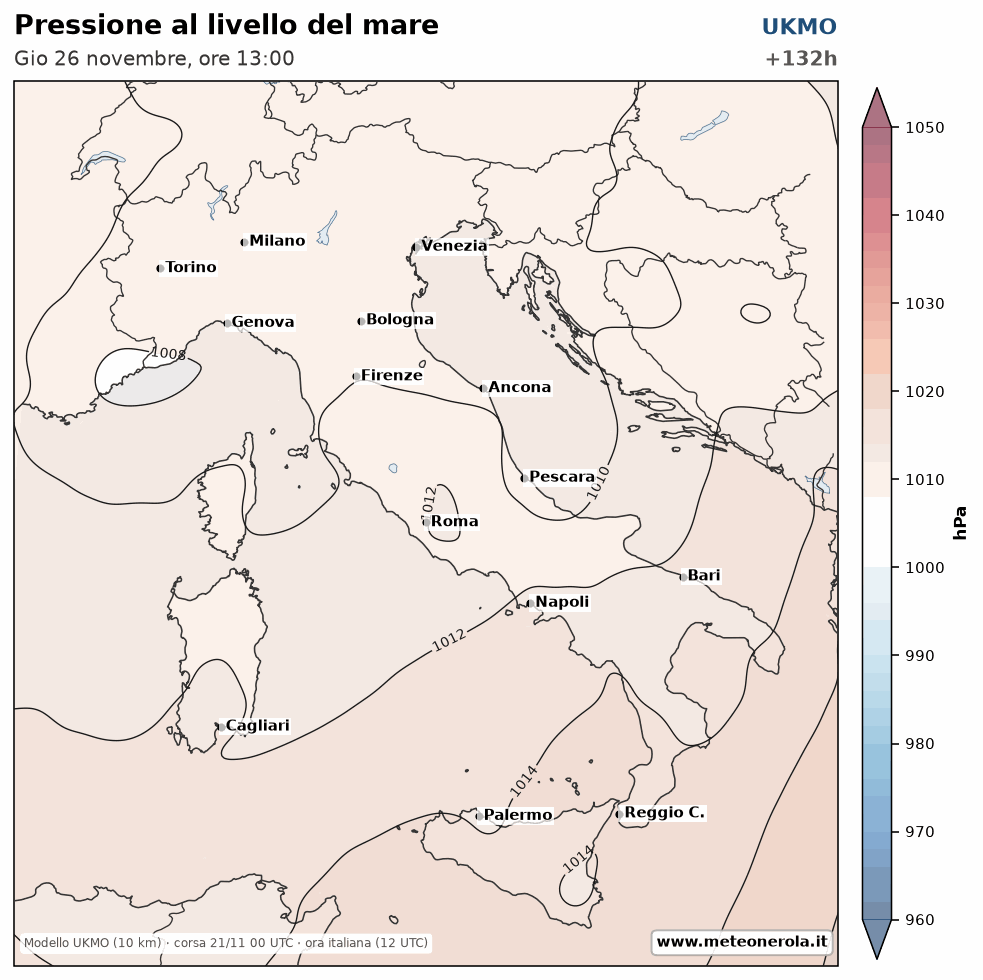 Pressione al livello del mare
UKMO
Gio 26 novembre, ore 13:00
+132h
1050
1040
1030
1020
1010
1000
990
980
970
960
hPa
Milano
Venezia
Torino
Genova
Bologna
1008
Firenze
Ancona
Pescara
1010
1012
Roma
Bari
Napoli
1012
Cagliari
1014
Palermo
Reggio C.
1014
Modello UKMO (10 km) · corsa 21/11 00 UTC · ora italiana (12 UTC)
www.meteonerola.it